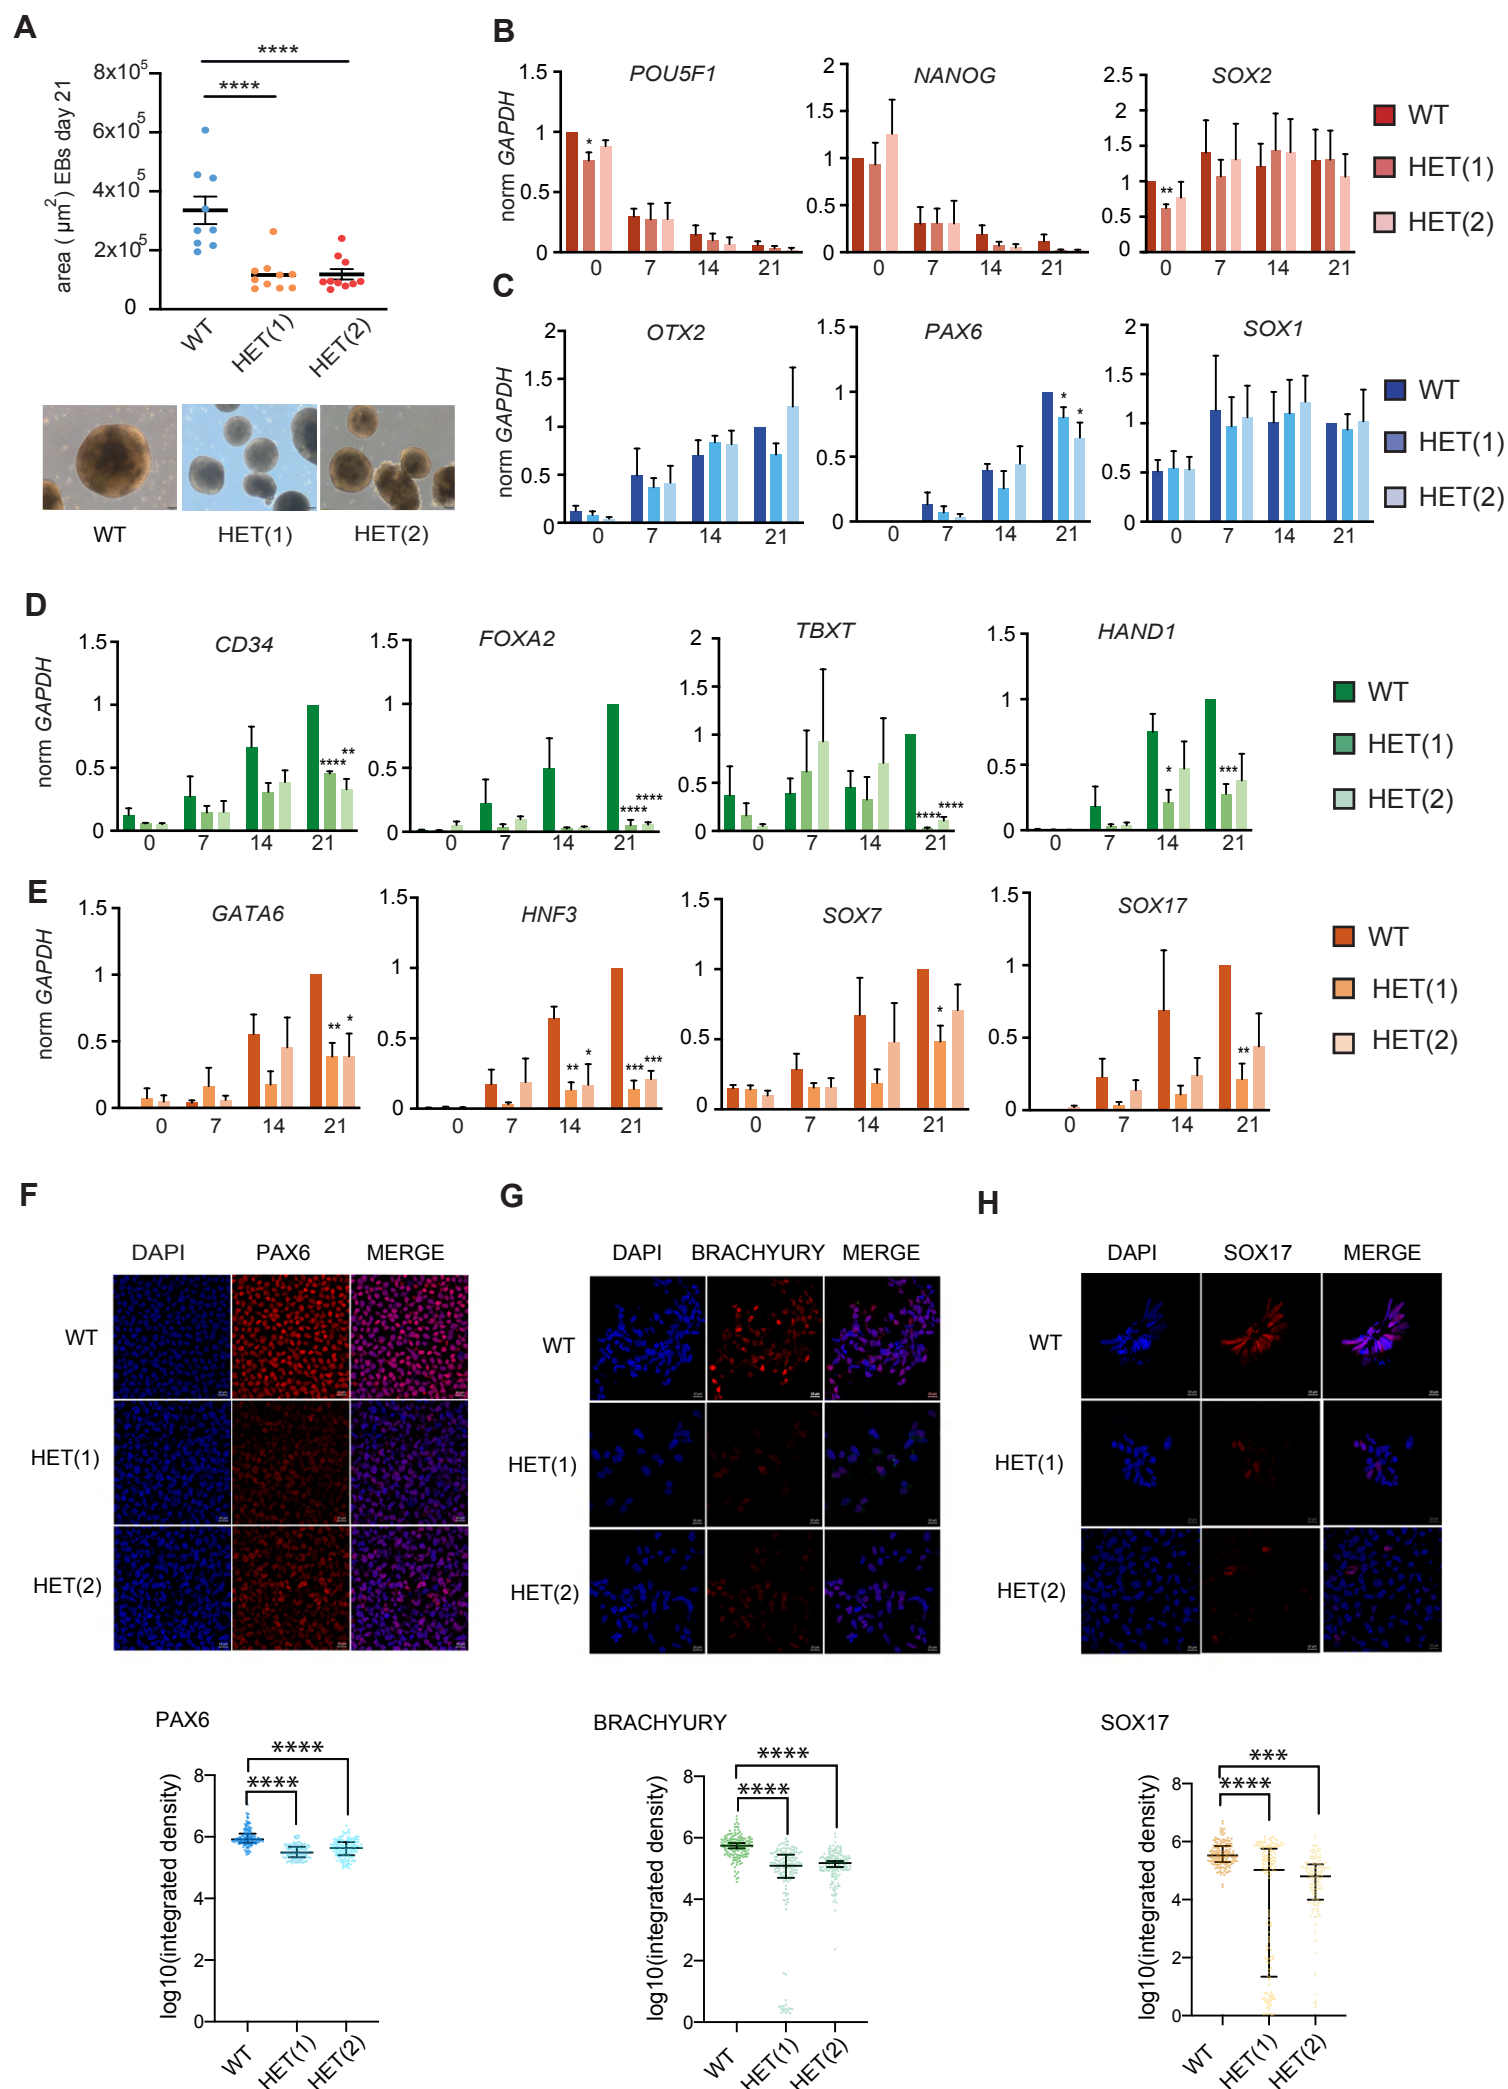 A
****
****
area ( µm²) EBs day 21
8x10⁵
6x10⁵
4x10⁵
2x10⁵
0
WT
HET(1)
HET(2)
WT
HET(1)
HET(2)
B
norm GAPDH
POU5F1
1.5
1
0.5
0
*
0 7 14 21
NANOG
2
1.5
1
0.5
0
0 7 14 21
SOX2
2.5
2
1.5
1
0.5
0
**
0 7 14 21
WT
HET(1)
HET(2)
C
norm GAPDH
OTX2
2
1.5
1
0.5
0
0 7 14 21
PAX6
1.5
1
0.5
0
*
*
0 7 14 21
SOX1
2
1.5
1
0.5
0
0 7 14 21
WT
HET(1)
HET(2)
D
norm GAPDH
CD34
1.5
1
0.5
0
**
****
0 7 14 21
FOXA2
1.5
1
0.5
0
****
****
0 7 14 21
TBXT
2
1.5
1
0.5
0
****
****
0 7 14 21
HAND1
1.5
1
0.5
0
*
***
0 7 14 21
WT
HET(1)
HET(2)
E
norm GAPDH
GATA6
1.5
1
0.5
0
** *
0 7 14 21
HNF3
1.5
1
0.5
0
** *
*** ***
0 7 14 21
SOX7
1.5
1
0.5
0
*
0 7 14 21
SOX17
1.5
1
0.5
0
**
0 7 14 21
WT
HET(1)
HET(2)
F
DAPI PAX6 MERGE
WT
HET(1)
HET(2)
G
DAPI BRACHYURY MERGE
WT
HET(1)
HET(2)
H
DAPI SOX17 MERGE
WT
HET(1)
HET(2)
PAX6
****
****
log10(integrated density)
8
6
4
2
0
WT
HET(1)
HET(2)
BRACHYURY
****
****
log10(integrated density)
8
6
4
2
0
WT
HET(1)
HET(2)
SOX17
***
****
log10(integrated density)
8
6
4
2
0
WT
HET(1)
HET(2)